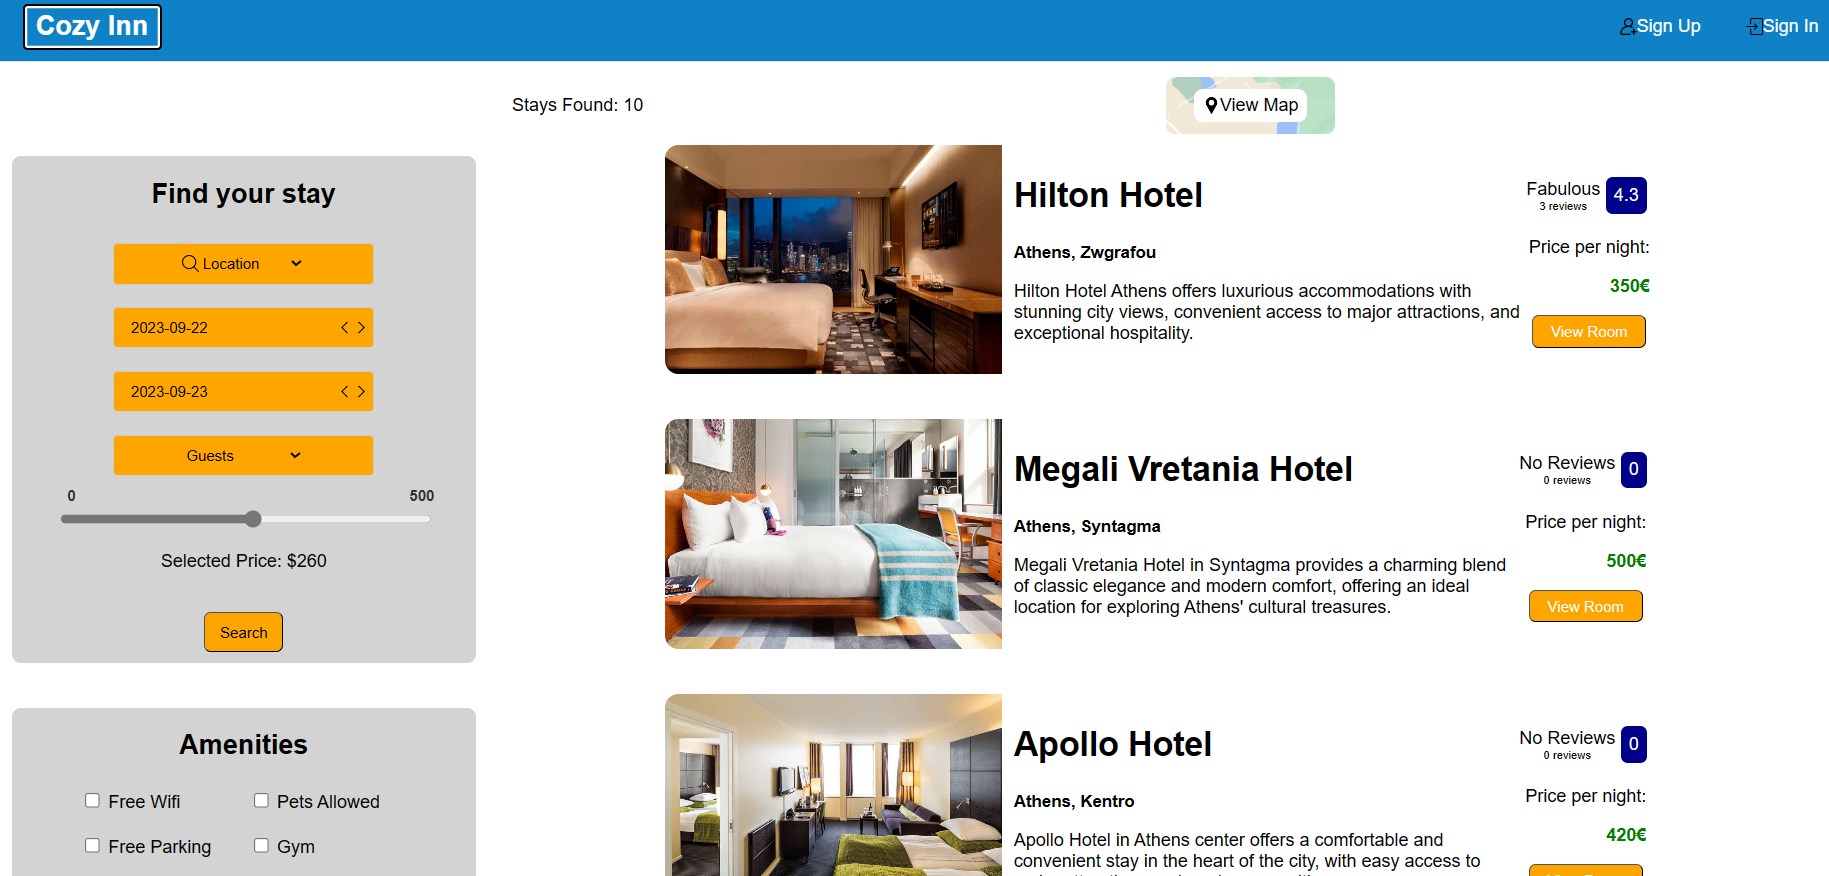 Cozy Inn
Sign Up
Sign In
Stays Found: 10
View Map
Find your stay
Location
2023-09-22
2023-09-23
Guests
0 500
Selected Price: $260
Search
Amenities
Free Wifi
Pets Allowed
Free Parking
Gym
Hilton Hotel
Athens, Zwgrafou
Hilton Hotel Athens offers luxurious accommodations with
stunning city views, convenient access to major attractions, and
exceptional hospitality.
Fabulous 4.3
3 reviews
Price per night:
350€
View Room
Megali Vretania Hotel
Athens, Syntagma
Megali Vretania Hotel in Syntagma provides a charming blend
of classic elegance and modern comfort, offering an ideal
location for exploring Athens' cultural treasures.
No Reviews 0
0 reviews
Price per night:
500€
View Room
Apollo Hotel
Athens, Kentro
Apollo Hotel in Athens center offers a comfortable and
convenient stay in the heart of the city, with easy access to
No Reviews 0
0 reviews
Price per night:
420€